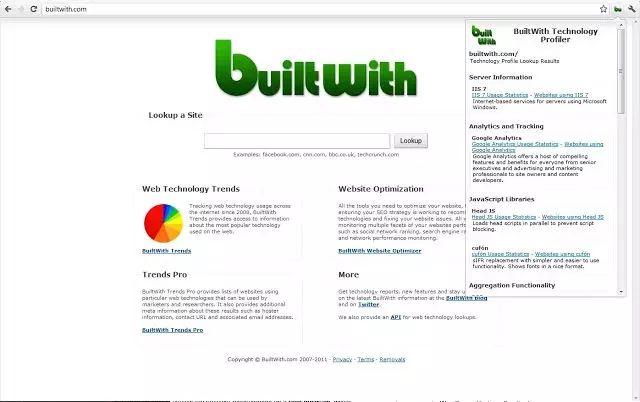 builtwith.com
builtwith
Lookup a Site
Lookup
Examples: facebook.com, cnn.com, bbc.co.uk, techcrunch.com
Web Technology Trends
Tracking web technology usage across
the internet since 2008, BuiltWith
Trends provides access to information
about the most popular technology
used on the web.
BuiltWith Trends
Website Optimization
All the tools you need to optimize your website, f
ensuring your SEO strategy is working to recom
technologies and fixing your website issues. All y
monitoring multiple facets of your websites pers
such as social network ranking, search engine r
and network performance monitoring.
BuiltWith Website Optimizer
Trends Pro
BuiltWith Trends Pro provides lists of websites using
particular web technologies that can be used by
marketers and researchers. It also provides additional
meta information about these results such as hoster
information, contact URL and associated email addresses.
BuiltWith Trends Pro
More
Get technology reports, new features and stay u
on the latest BuiltWith information at the BuiltWith Blog
and on Twitter.
We also provide an API for web technology lookups.
Copyright © BuiltWith.com 2007-2011 - Privacy - Terms - Removals
built
With
BuiltWith Technology
Profiler
builtwith.com/
Technology Profile Lookup Results
Server Information
IIS 7
IIS 7 Usage Statistics - Websites using IIS 7
Internet-based services for servers using Microsoft
Windows.
Analytics and Tracking
Google Analytics
Google Analytics Usage Statistics - Websites using
Google Analytics
Google Analytics offers a host of compelling
features and benefits for everyone from senior
executives and advertising and marketing
professionals to site owners and content
developers.
JavaScript Libraries
Head JS
Head JS Usage Statistics - Websites using Head JS
Loads head scripts in parallel to prevent script
blocking.
cufón
cufón Usage Statistics - Websites using cufón
sIFR replacement with simpler and easier to use
functionality. Shows fonts in a nice format.
Aggregation Functionality